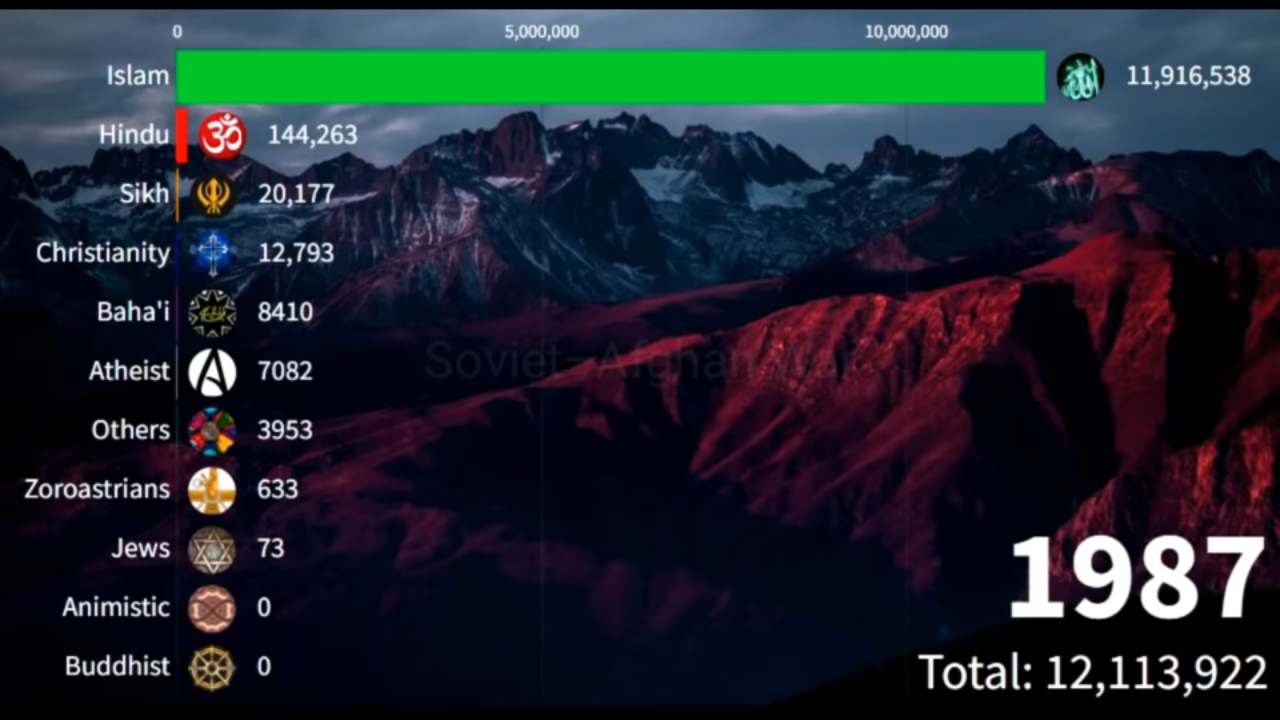 0 5,000,000 10,000,000
Islam 11,916,538
Hindu 144,263
Sikh 20,177
Christianity 12,793
Baha'i 8410
Soviet–Afghan War
Atheist 7082
Others 3953
Zoroastrians 633
Jews 73
Animistic 0
Buddhist 0
1987
Total: 12,113,922